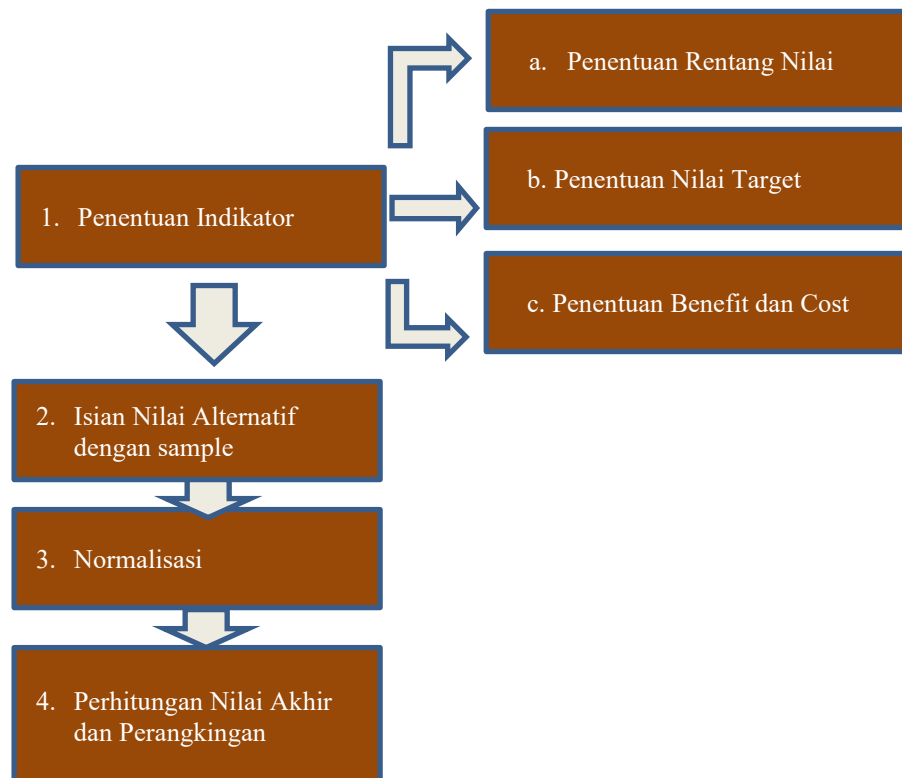 a. Penentuan Rentang Nilai
b. Penentuan Nilai Target
1. Penentuan Indikator
c. Penentuan Benefit dan Cost
2. Isian Nilai Alternatif
dengan sample
3. Normalisasi
4. Perhitungan Nilai Akhir
dan Perangkingan